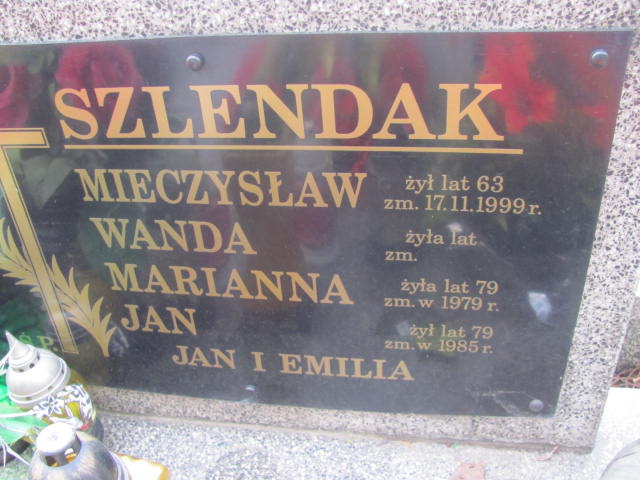 SZLENDAK
MIECZYSŁAW żył lat 63
zm. 17.11.1999 r.
WANDA żyła lat
zm.
MARIANNA żyła lat 79
zm. w 1979 r.
JAN żył lat 79
zm. w 1985 r.
JAN I EMILIA